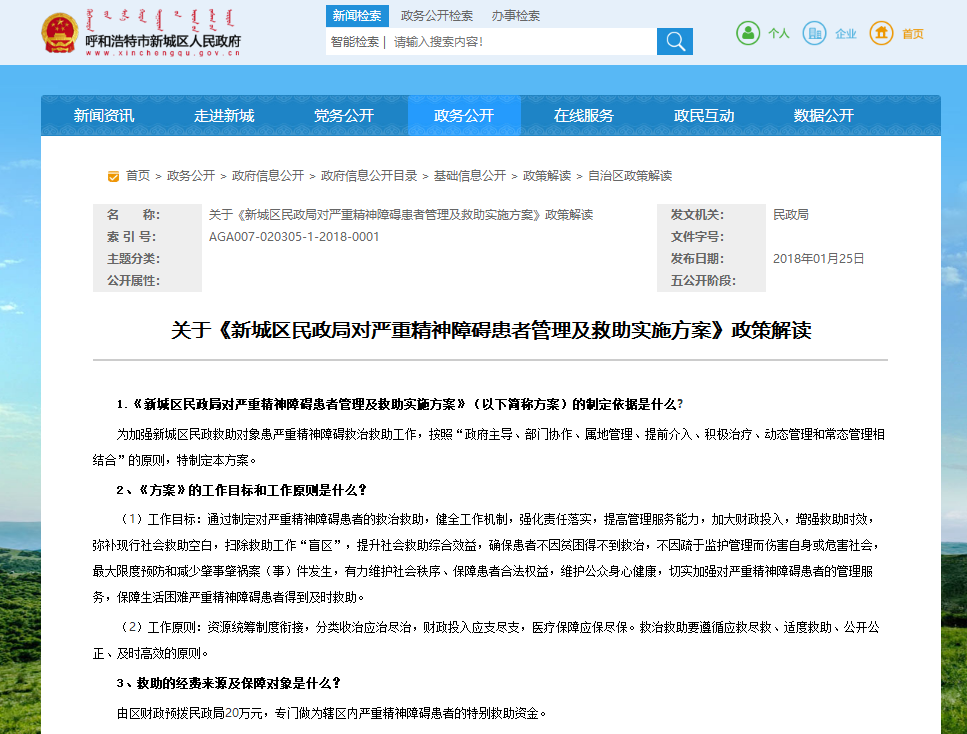 新闻检索 政务公开检索 办事检索
呼和浩特市新城区人民政府
www.xinchengqu.gov.cn
智能检索 | 请输入搜索内容!
个人 企业 首页
新闻资讯 走进新城 党务公开 政务公开 在线服务 政民互动 数据公开
首页 > 政务公开 > 政府信息公开 > 政府信息公开目录 > 基础信息公开 > 政策解读 > 自治区政策解读
名 称: 关于《新城区民政局对严重精神障碍患者管理及救助实施方案》政策解读 发文机关: 民政局
索 引 号: AGA007-020305-1-2018-0001 文件字号:
主题分类: 发布日期: 2018年01月25日
公开属性: 五公开阶段:
关于《新城区民政局对严重精神障碍患者管理及救助实施方案》政策解读
1.《新城区民政局对严重精神障碍患者管理及救助实施方案》(以下简称方案)的制定依据是什么?
为加强新城区民政救助对象患严重精神障碍救治救助工作，按照“政府主导、部门协作、属地管理、提前介入、积极治疗、动态管理和常态管理相
结合”的原则，特制定本方案。
2、《方案》的工作目标和工作原则是什么？
（1）工作目标：通过制定对严重精神障碍患者的救治救助，健全工作机制，强化责任落实，提高管理服务能力，加大财政投入，增强救助时效，
弥补现行社会救助空白，扫除救助工作“盲区”，提升社会救助综合效益，确保患者不因贫困得不到救治，不因疏于监护管理而伤害自身或危害社会，
最大限度预防和减少肇事肇祸案（事）件发生，有力维护社会秩序、保障患者合法权益，维护公众身心健康，切实加强对严重精神障碍患者的管理服
务，保障生活困难严重精神障碍患者得到及时救助。
（2）工作原则：资源统筹制度衔接，分类收治应治尽治，财政投入应支尽支，医疗保障应保尽保。救治救助要遵循应救尽救、适度救助、公开公
正、及时高效的原则。
3、救助的经费来源及保障对象是什么？
由区财政预拨民政局20万元，专门做为辖区内严重精神障碍患者的特别救助资金。